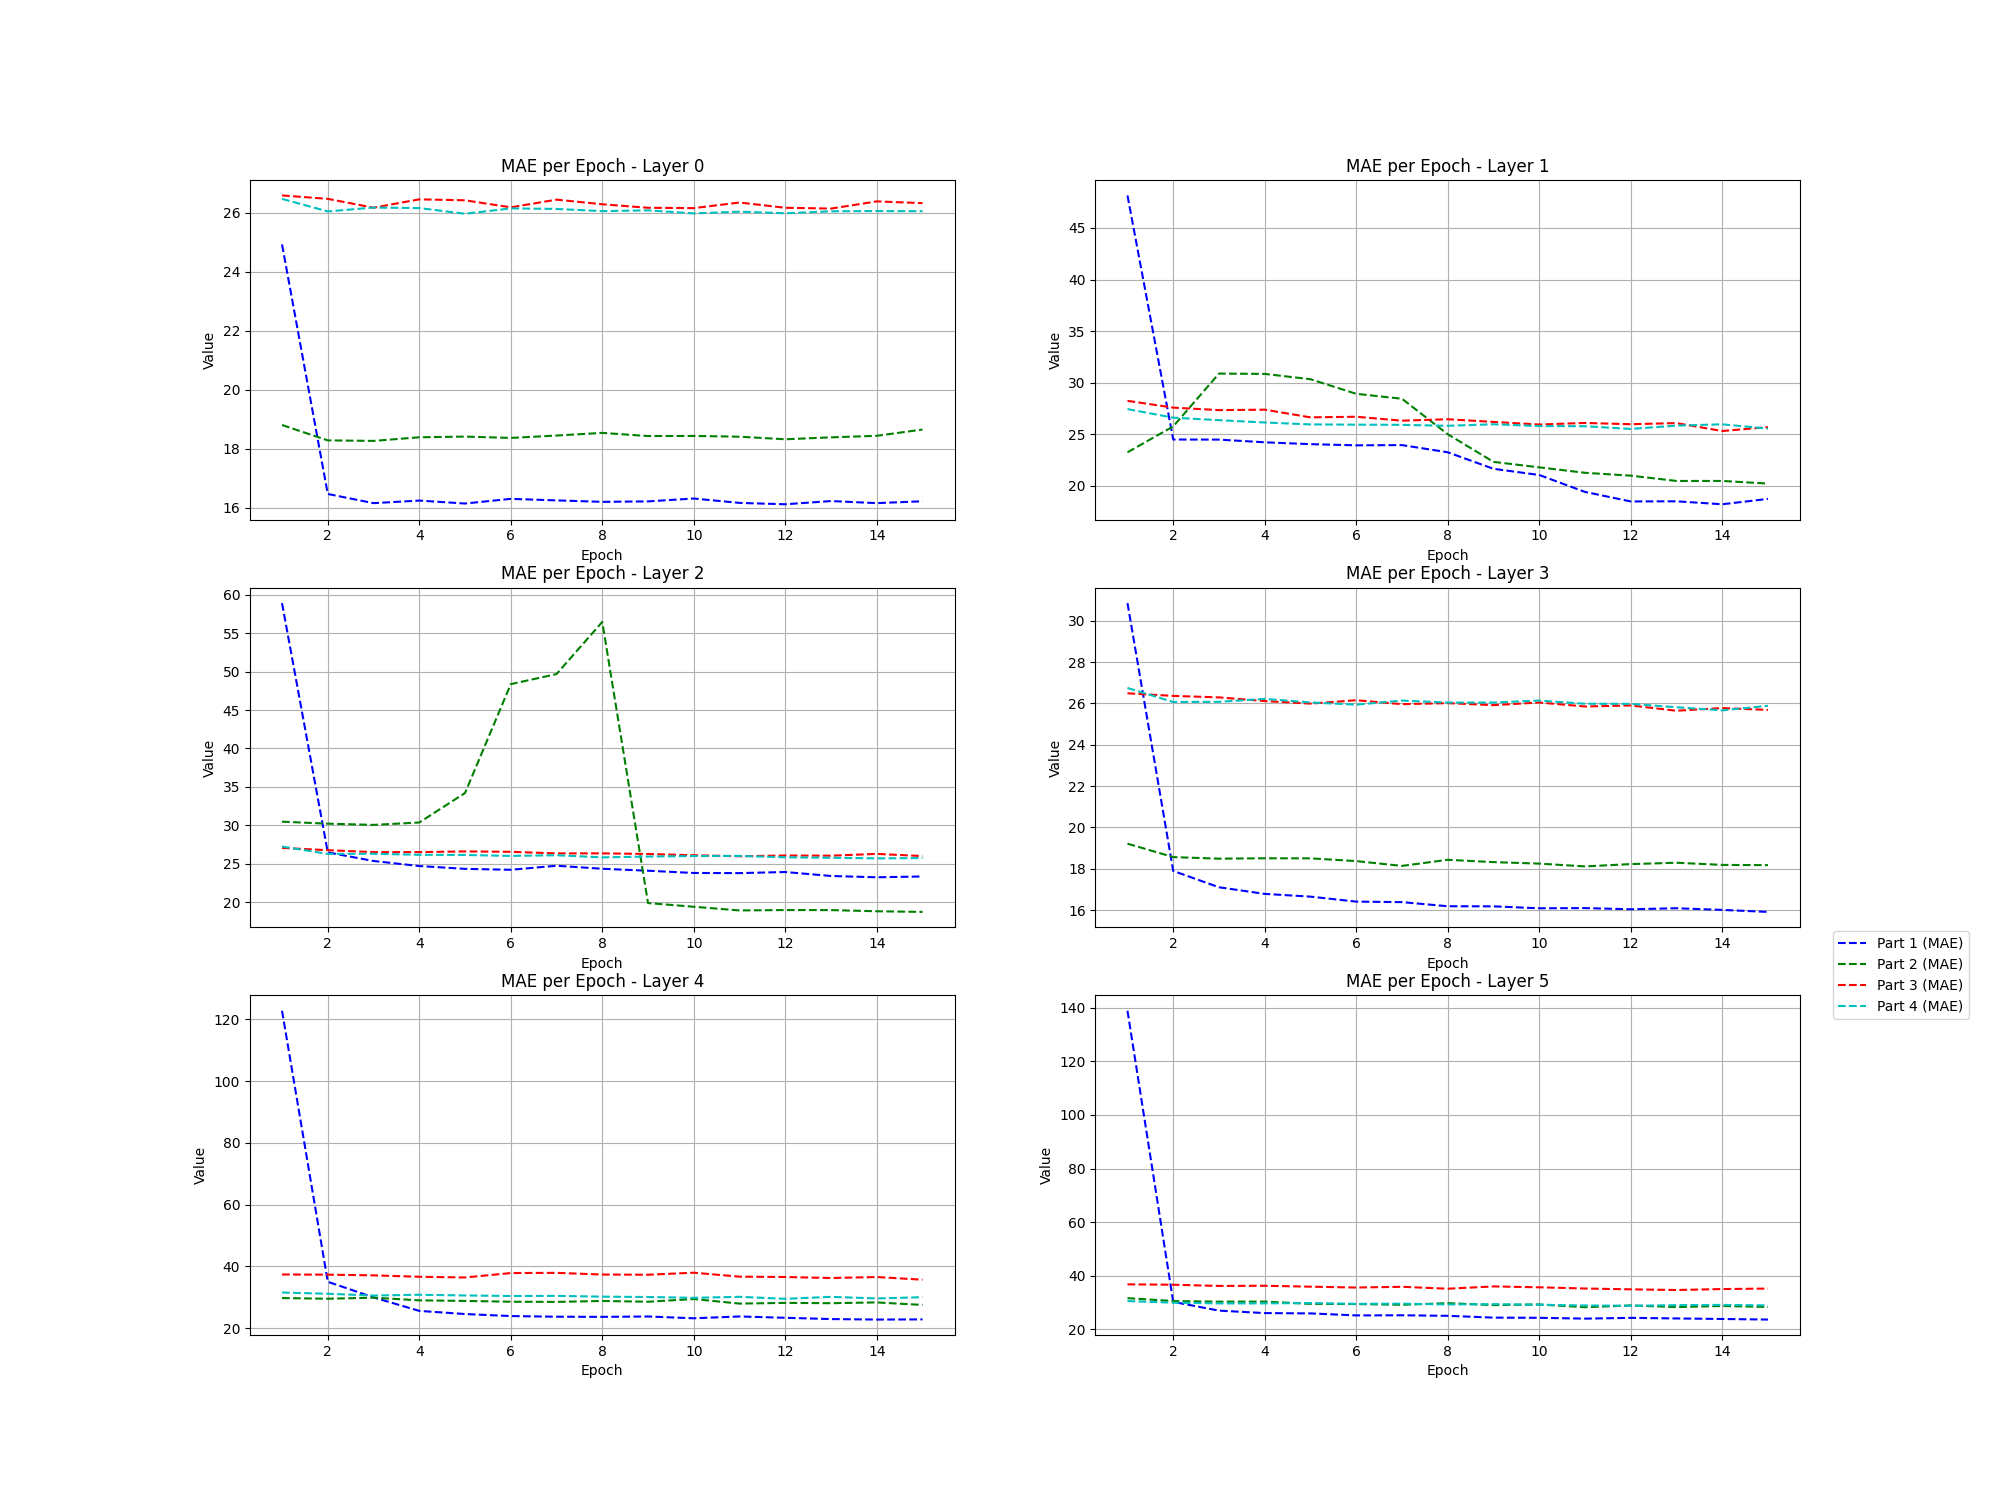 MAE per Epoch - Layer 0
26
24
22
20
18
16
Value
2 4 6 8 10 12 14
Epoch
MAE per Epoch - Layer 1
45
40
35
30
25
20
Value
2 4 6 8 10 12 14
Epoch
MAE per Epoch - Layer 2
60
55
50
45
40
35
30
25
20
Value
2 4 6 8 10 12 14
Epoch
MAE per Epoch - Layer 3
30
28
26
24
22
20
18
16
Value
2 4 6 8 10 12 14
Epoch
Part 1 (MAE)
Part 2 (MAE)
Part 3 (MAE)
Part 4 (MAE)
MAE per Epoch - Layer 4
120
100
80
60
40
20
Value
2 4 6 8 10 12 14
Epoch
MAE per Epoch - Layer 5
140
120
100
80
60
40
20
Value
2 4 6 8 10 12 14
Epoch